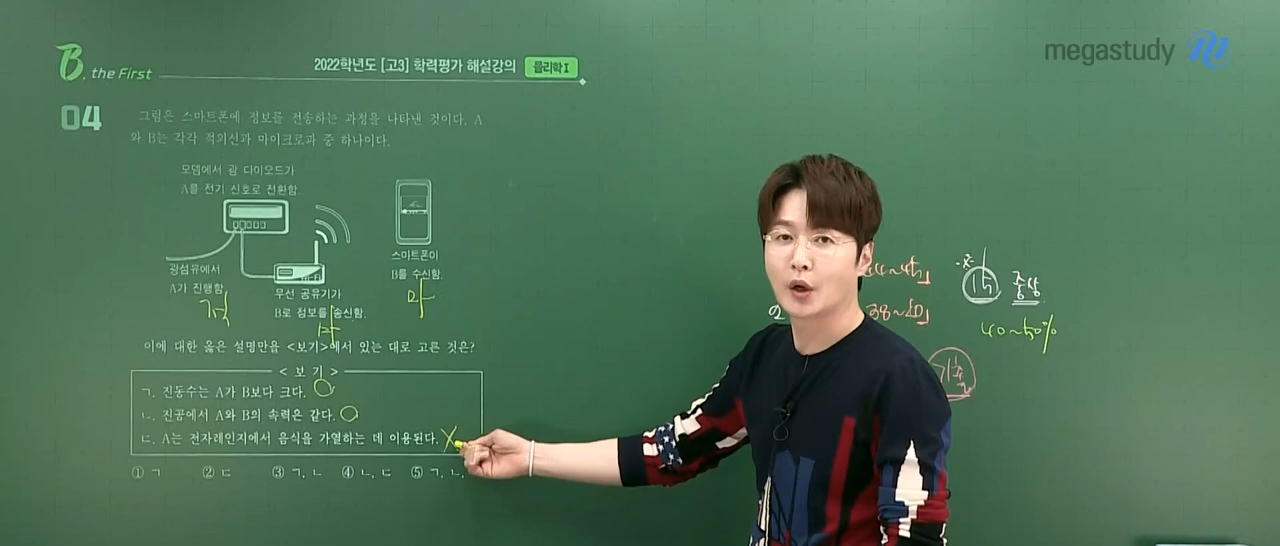 B. the First
2022학년도 [고3] 학력평가 해설강의 물리학 I
megastudy M
04
그림은 스마트폰에 정보를 전송하는 과정을 나타낸 것이다. A
와 B는 각각 적외선과 마이크로파 중 하나이다.
모뎀에서 광 다이오드가
A를 전기 신호로 전환함.
광섬유에서
A가 진행함.
무선 공유기가
B로 정보를 송신함.
스마트폰이
B를 수신함.
적
마
마
이에 대한 옳은 설명만을 <보기>에서 있는 대로 고른 것은?
< 보 기 >
ㄱ. 진동수는 A가 B보다 크다. ○
ㄴ. 진공에서 A와 B의 속력은 같다. ○
ㄷ. A는 전자레인지에서 음식을 가열하는 데 이용된다. X
① ㄱ ② ㄷ ③ ㄱ, ㄴ ④ ㄴ, ㄷ ⑤ ㄱ, ㄴ,
44~45
38~40
15
중상
40~50%
기출